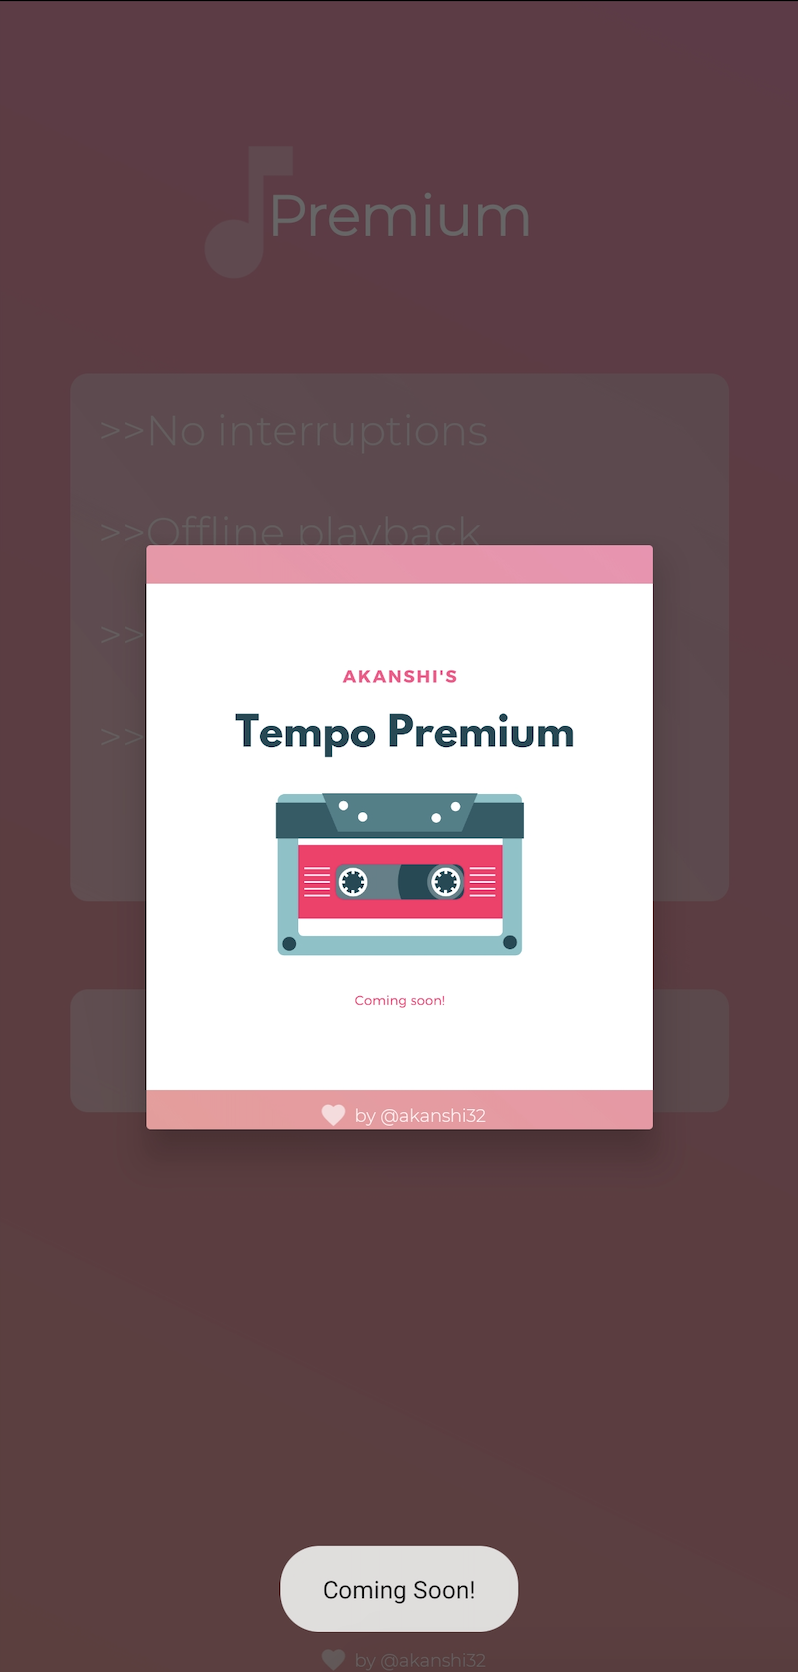 Premium
>>No interruptions
>>Offline playback
>>
>>
AKANSHI'S
Tempo Premium
Coming soon!
by @akanshi32
Coming Soon!
by @akanshi32